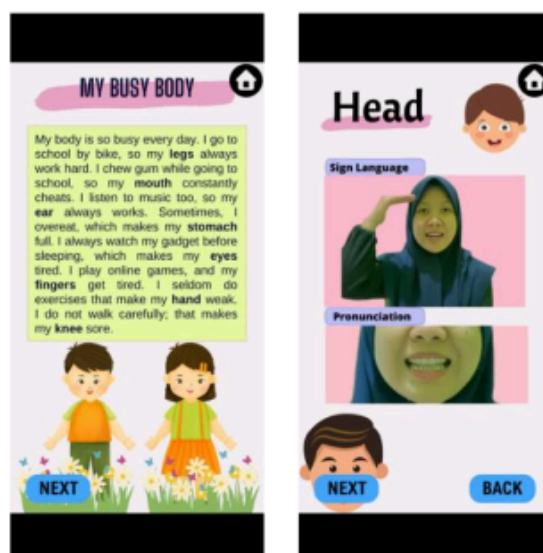 MY BUSY BODY
My body is so busy every day. I go to
school by bike, so my legs always
work hard. I chew gum while going to
school, so my mouth constantly
cheats. I listen to music too, so my
ear always works. Sometimes, I
overeat, which makes my stomach
full. I always watch my gadget before
sleeping, which makes my eyes
tired. I play online games, and my
fingers get tired. I seldom do
exercises that make my hand weak.
I do not walk carefully; that makes
my knee sore.
NEXT
Head
Sign Language
Pronunciation
NEXT
BACK